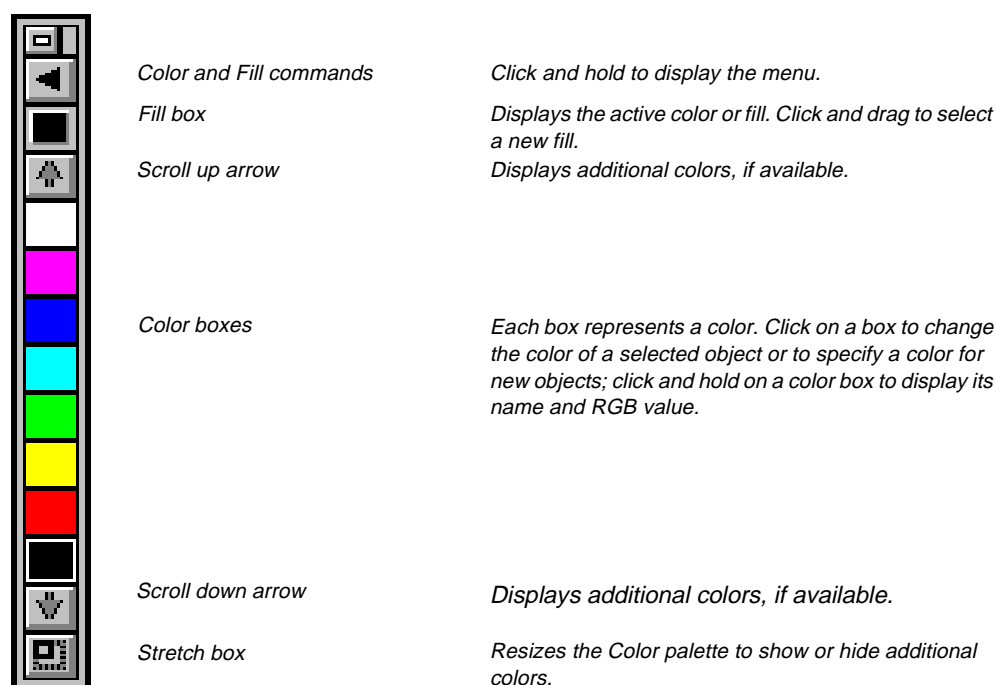 Color and Fill commands
Click and hold to display the menu.
Fill box
Displays the active color or fill. Click and drag to select
a new fill.
Scroll up arrow
Displays additional colors, if available.
Color boxes
Each box represents a color. Click on a box to change
the color of a selected object or to specify a color for
new objects; click and hold on a color box to display its
name and RGB value.
Scroll down arrow
Displays additional colors, if available.
Stretch box
Resizes the Color palette to show or hide additional
colors.